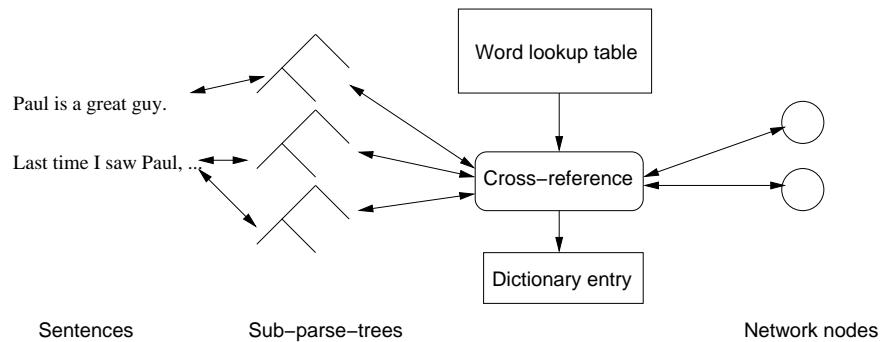 Word lookup table
Paul is a great guy.
Last time I saw Paul, ...
Cross-reference
Dictionary entry
Sentences
Sub-parse-trees
Network nodes